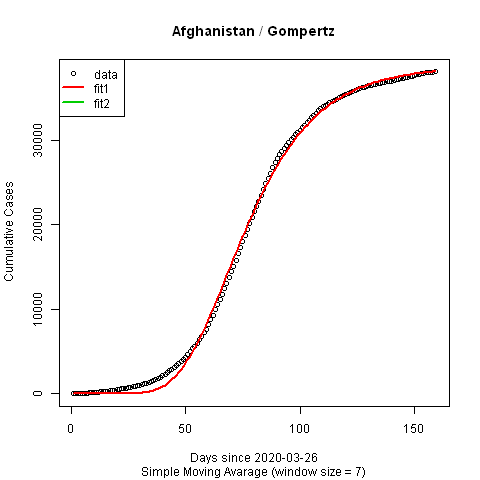 Afghanistan / Gompertz
data
fit1
fit2
Cumulative Cases
0
10000
20000
30000
0
50
100
150
Days since 2020-03-26
Simple Moving Avarage (window size = 7)